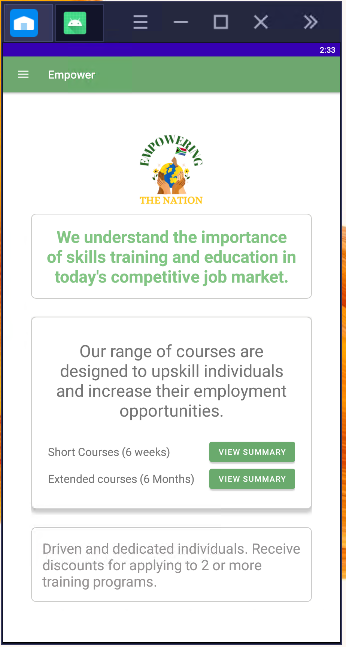 2:33
Empower
EMPOWERING
THE NATION
We understand the importance
of skills training and education in
today's competitive job market.
Our range of courses are
designed to upskill individuals
and increase their employment
opportunities.
Short Courses (6 weeks) VIEW SUMMARY
Extended courses (6 Months) VIEW SUMMARY
Driven and dedicated individuals. Receive
discounts for applying to 2 or more
training programs.